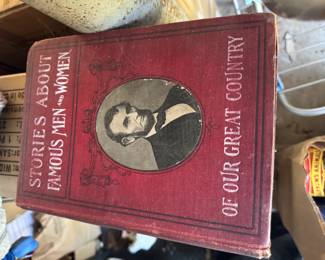 STORIES ABOUT
FAMOUS MEN AND WOMEN
OF OUR GREAT COUNTRY